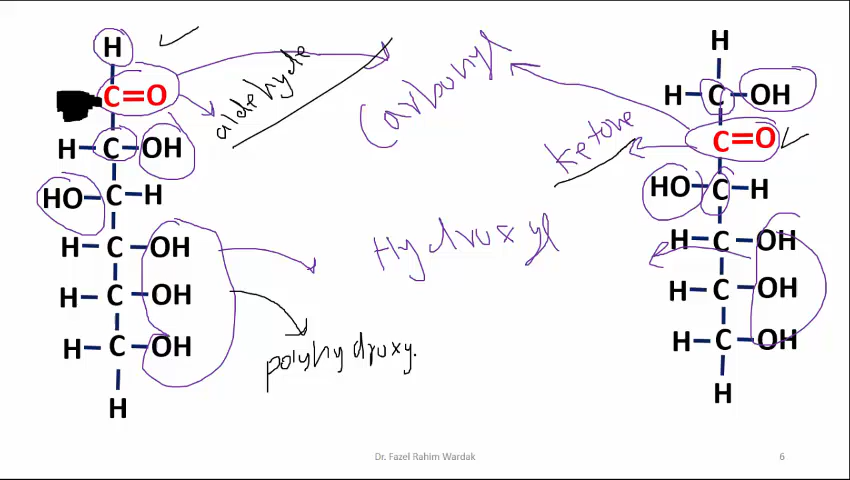 H
C=O
H-C-OH
HO-C-H
H-C-OH
H-C-OH
H-C-OH
H
aldehyde
Carbonyl
ketone
Hydroxyl
polyhydroxy.
H
H-C-OH
C=O
HO-C-H
H-C-OH
H-C-OH
H-C-OH
H
Dr. Fazel Rahim Wardak
6